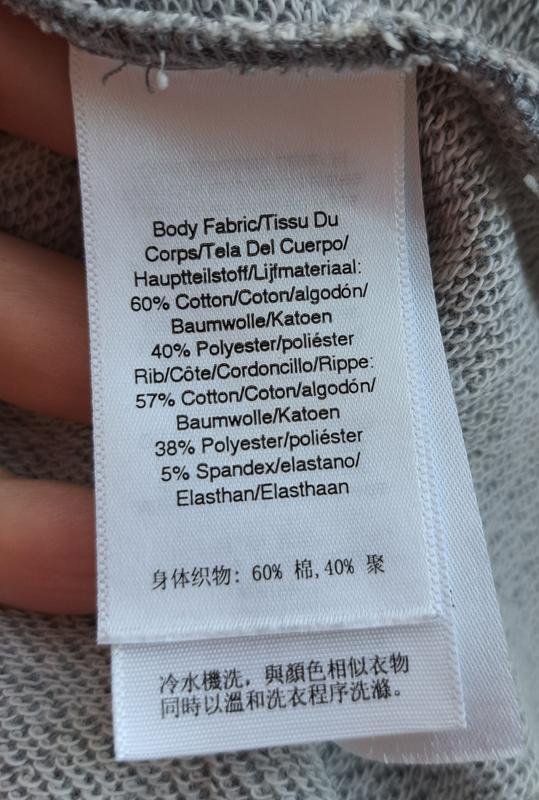 Body Fabric/Tissu Du
Corps/Tela Del Cuerpo/
Hauptteilstoff/Lijfmateriaal:
60% Cotton/Coton/algodón/
Baumwolle/Katoen
40% Polyester/poliéster
Rib/Côte/Cordoncillo/Rippe:
57% Cotton/Coton/algodón/
Baumwolle/Katoen
38% Polyester/poliéster
5% Spandex/elastano/
Elasthan/Elasthaan
身体织物: 60% 棉,40% 聚
冷水機洗，與顏色相似衣物
同時以溫和洗衣程序洗滌。